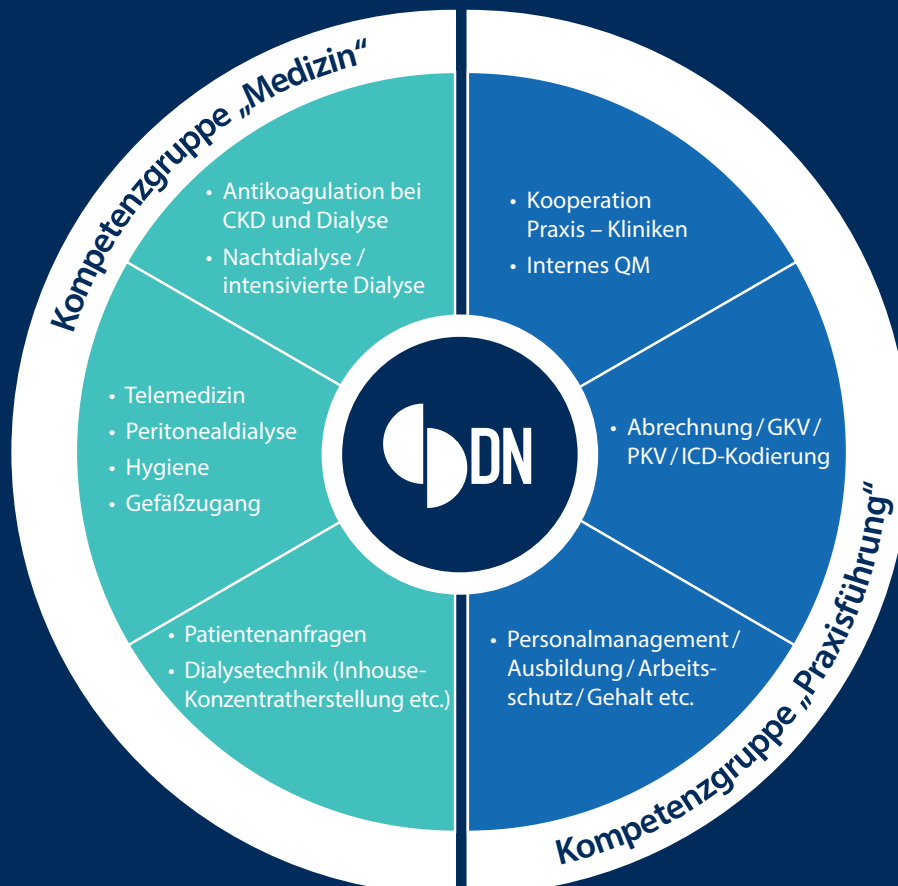 Kompetenzgruppe „Medizin“
• Antikoagulation bei
CKD und Dialyse
• Nachtdialyse /
intensivierte Dialyse
• Telemedizin
• Peritonealdialyse
• Hygiene
• Gefäßzugang
• Patientenanfragen
• Dialysetechnik (Inhouse-
Konzentratherstellung etc.)
DN
• Kooperation
Praxis – Kliniken
• Internes QM
• Abrechnung / GKV /
PKV / ICD-Kodierung
• Personalmanagement /
Ausbildung / Arbeits-
schutz / Gehalt etc.
Kompetenzgruppe „Praxisführung“